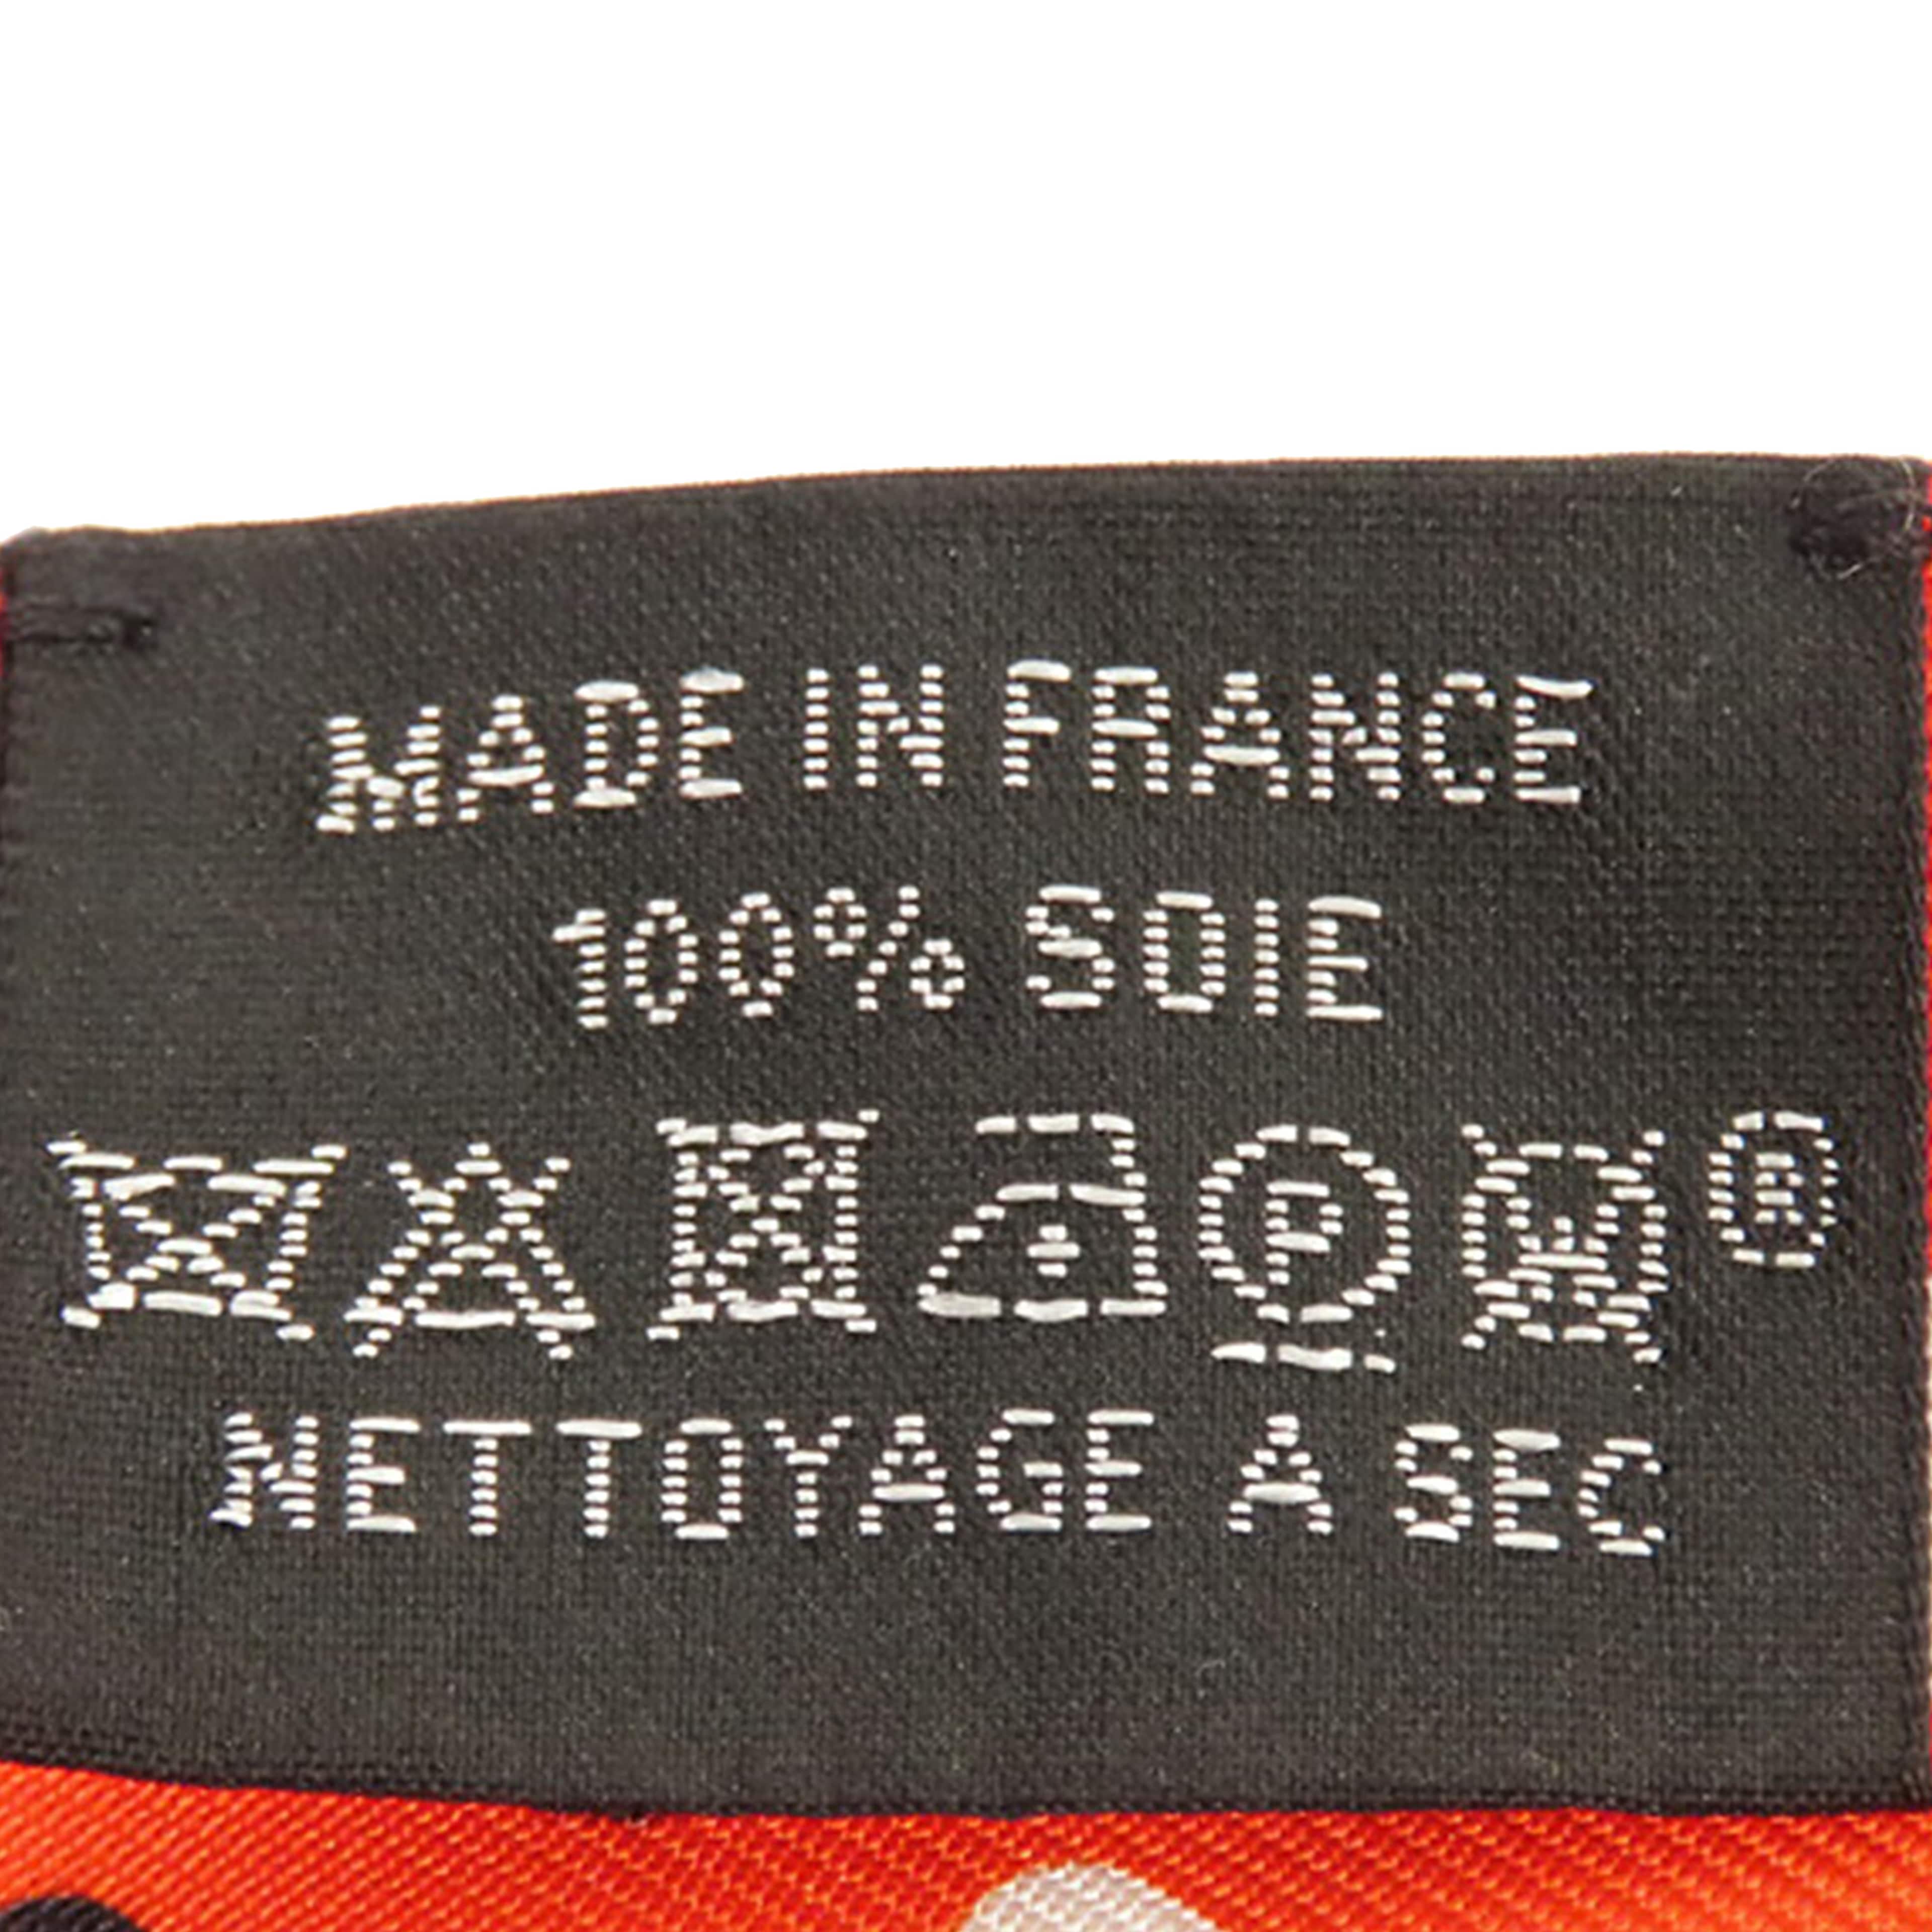 MADE IN FRANCE
100% SOIE
P W ®
NETTOYAGE A SEC